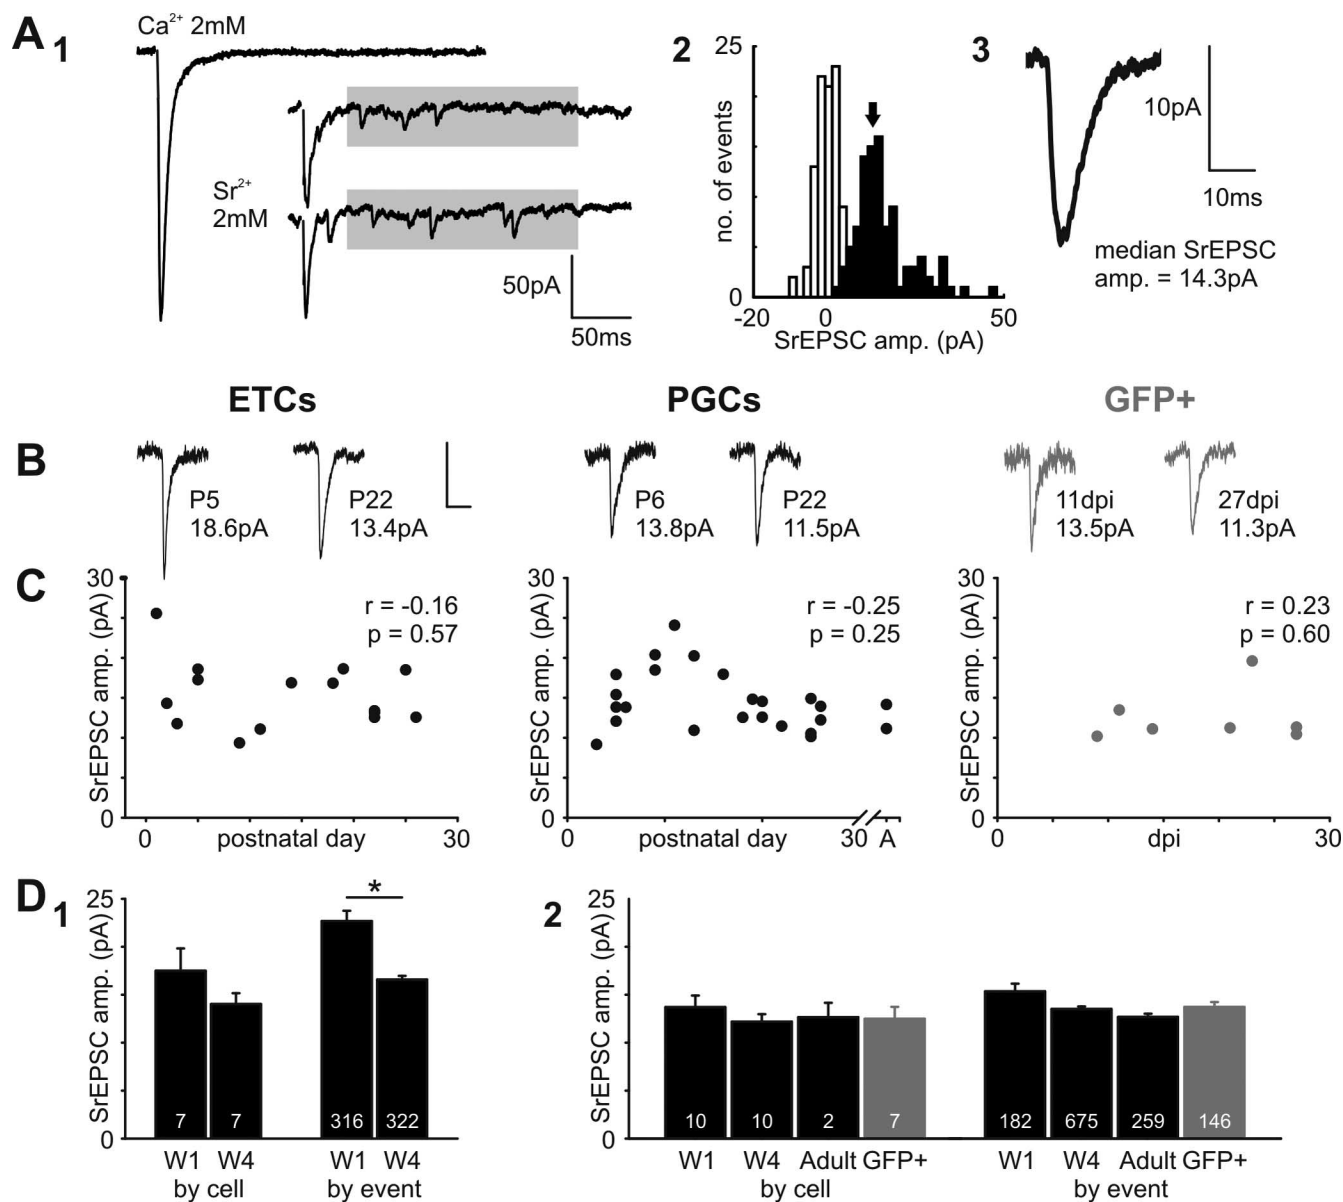 A 1
Ca²⁺ 2mM
Sr²⁺
2mM
50pA
50ms
2
25
no. of events
0
-20 0 50
SrEPSC amp. (pA)
3
10pA
10ms
median SrEPSC
amp. = 14.3pA
ETCs PGCs GFP+
B
P5
18.6pA
P22
13.4pA
P6
13.8pA
P22
11.5pA
11dpi
13.5pA
27dpi
11.3pA
C
30
SrEPSC amp. (pA)
0
r = -0.16
p = 0.57
0 postnatal day 30
30
SrEPSC amp. (pA)
0
r = -0.25
p = 0.25
0 postnatal day 30 A
30
SrEPSC amp. (pA)
0
r = 0.23
p = 0.60
0 dpi 30
D 1
25
SrEPSC amp. (pA)
0
*
7 7 316 322
W1 W4 W1 W4
by cell by event
2
25
SrEPSC amp. (pA)
0
10 10 2 7 182 675 259 146
W1 W4 Adult GFP+ W1 W4 Adult GFP+
by cell by event